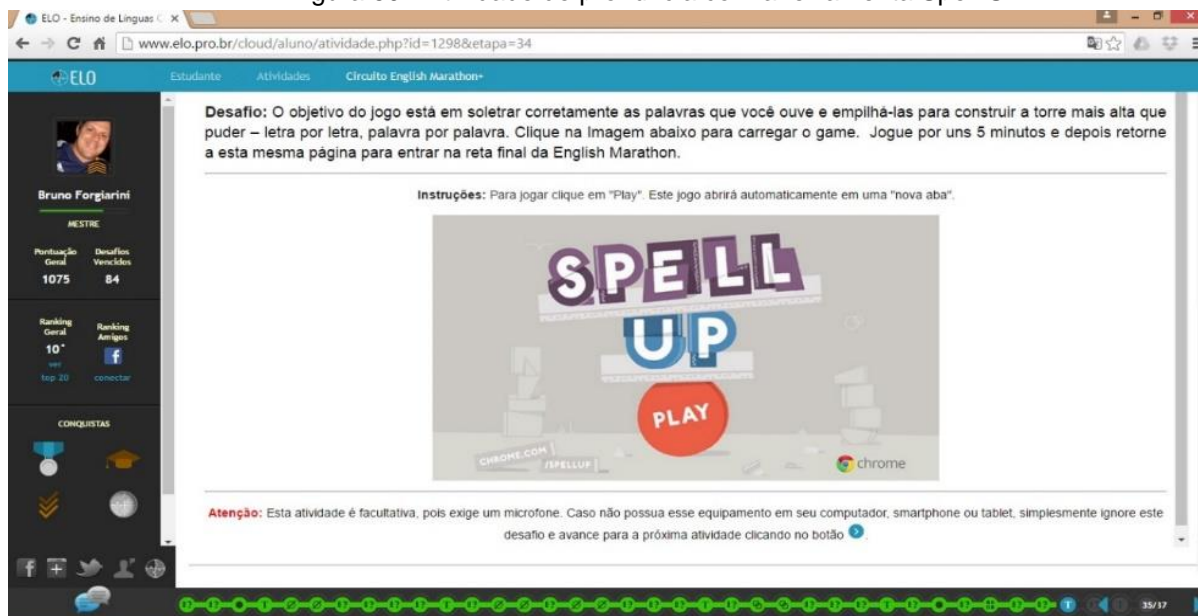 ELO - Ensino de Línguas
www.elo.pro.br/cloud/aluno/atividade.php?id=1298&etapa=34
ELO Estudante Atividades Circuito English Marathon+
Desafio: O objetivo do jogo está em soletrar corretamente as palavras que você ouve e empilhá-las para construir a torre mais alta que
puder – letra por letra, palavra por palavra. Clique na Imagem abaixo para carregar o game. Jogue por uns 5 minutos e depois retorne
a esta mesma página para entrar na reta final da English Marathon.
Instruções: Para jogar clique em "Play". Este jogo abrirá automaticamente em uma "nova aba".
Bruno Forgiarini
MESTRE
Pontuação Geral
1075
Desafios Vencidos
84
Ranking Geral
10°
ver
top 20
Ranking Amigos
conectar
CONQUISTAS
SPELL
UP
PLAY
CHROME.COM
/SPELLUP
chrome
Atenção: Esta atividade é facultativa, pois exige um microfone. Caso não possua esse equipamento em seu computador, smartphone ou tablet, simplesmente ignore este
desafio e avance para a próxima atividade clicando no botão
35/37